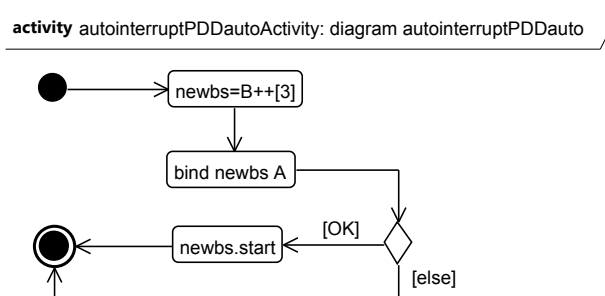 activity autointerruptPDDautoActivity: diagram autointerruptPDDauto
newbs=B++[3]
bind newbs A
newbs.start
[OK]
[else]